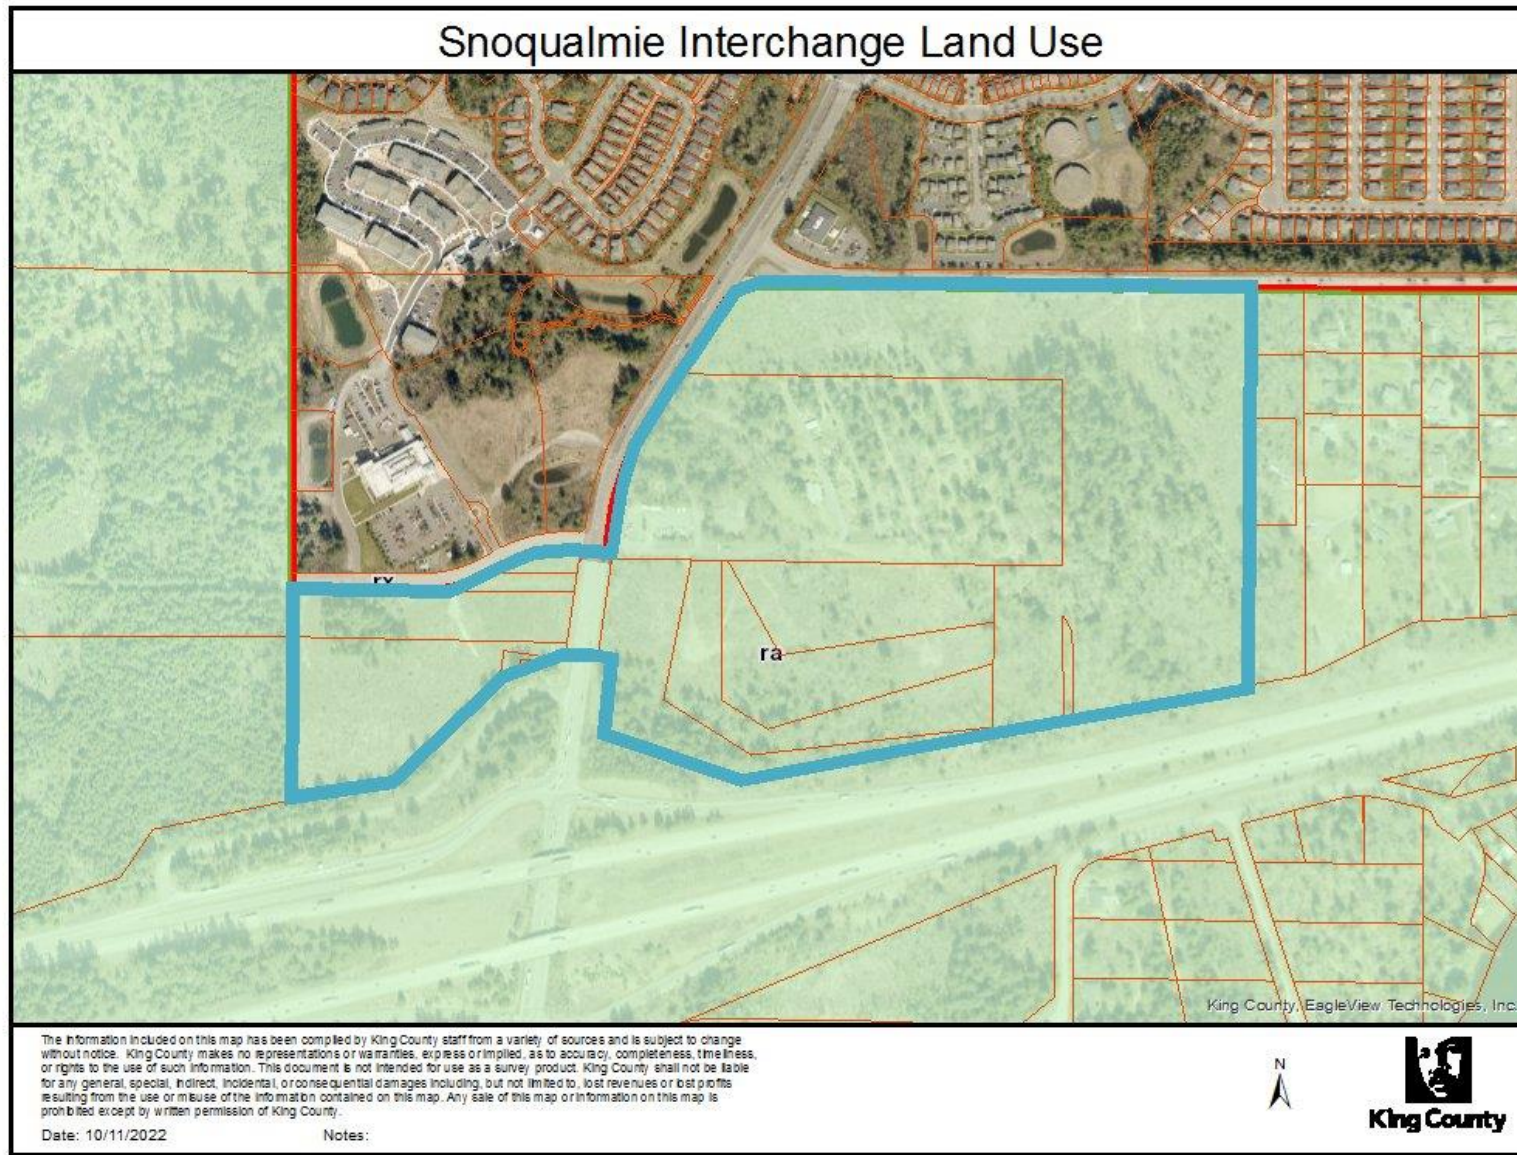 Snoqualmie Interchange Land Use
rx
ra
King County, EagleView Technologies, Inc.
The information included on this map has been compiled by King County staff from a variety of sources and is subject to change
without notice. King County makes no representations or warranties, express or implied, as to accuracy, completeness, timeliness,
or rights to the use of such information. This document is not intended for use as a survey product. King County shall not be liable
for any general, special, indirect, incidental, or consequential damages including, but not limited to, lost revenues or lost profits
resulting from the use or misuse of the information contained on this map. Any sale of this map or information on this map is
prohibited except by written permission of King County.
Date: 10/11/2022 Notes:
N
King County